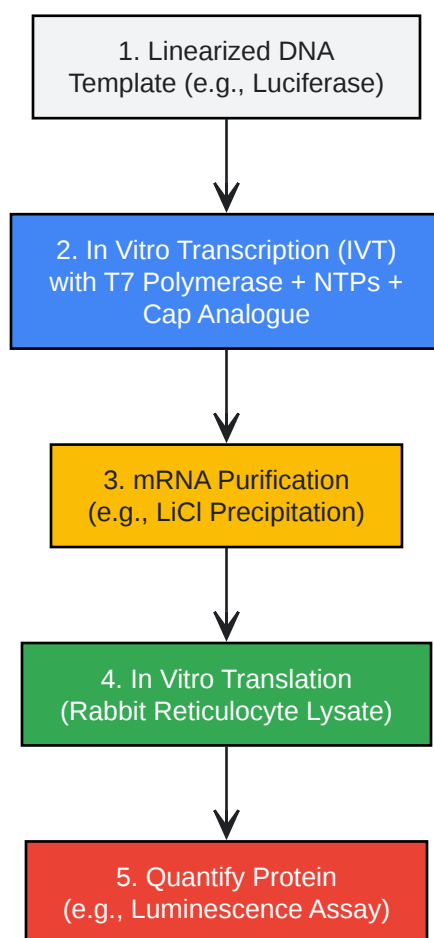 1. Linearized DNA
Template (e.g., Luciferase)
2. In Vitro Transcription (IVT)
with T7 Polymerase + NTPs +
Cap Analogue
3. mRNA Purification
(e.g., LiCl Precipitation)
4. In Vitro Translation
(Rabbit Reticulocyte Lysate)
5. Quantify Protein
(e.g., Luminescence Assay)